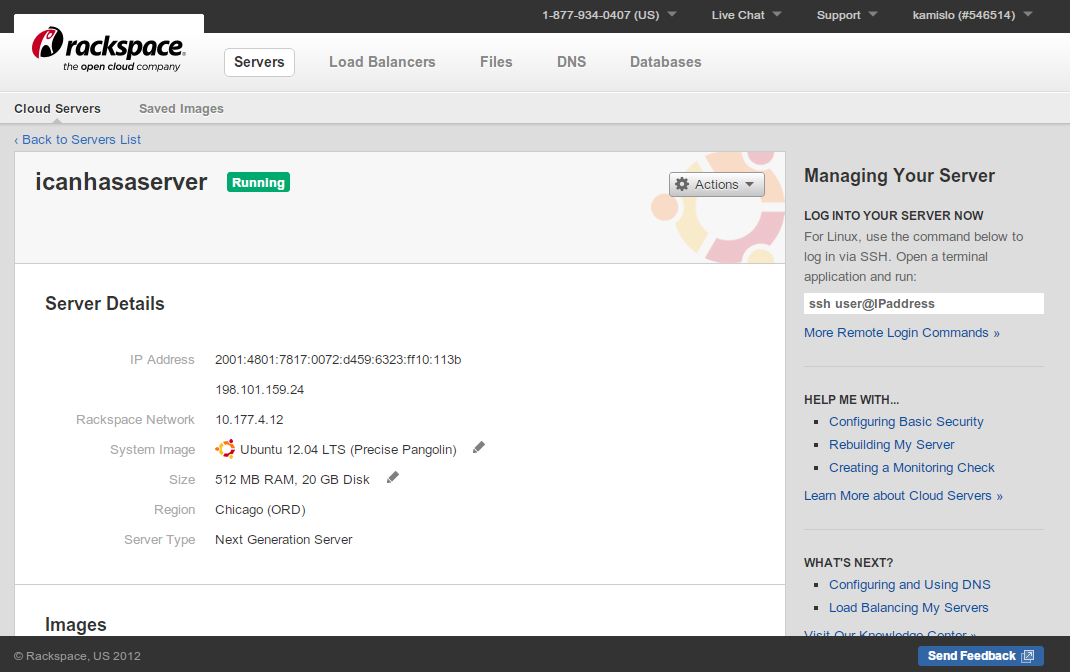 1-877-934-0407 (US)
Live Chat
Support
kamislo (#546514)
rackspace
the open cloud company
Servers
Load Balancers
Files
DNS
Databases
Cloud Servers
Saved Images
‹ Back to Servers List
icanhasaserver
Running
Actions
Server Details
IP Address 2001:4801:7817:0072:d459:6323:ff10:113b
198.101.159.24
Rackspace Network 10.177.4.12
System Image Ubuntu 12.04 LTS (Precise Pangolin)
Size 512 MB RAM, 20 GB Disk
Region Chicago (ORD)
Server Type Next Generation Server
Images
Managing Your Server
LOG INTO YOUR SERVER NOW
For Linux, use the command below to
log in via SSH. Open a terminal
application and run:
ssh user@IPaddress
More Remote Login Commands »
HELP ME WITH...
Configuring Basic Security
Rebuilding My Server
Creating a Monitoring Check
Learn More about Cloud Servers »
WHAT'S NEXT?
Configuring and Using DNS
Load Balancing My Servers
Visit Our Knowledge Center »
© Rackspace, US 2012
Send Feedback